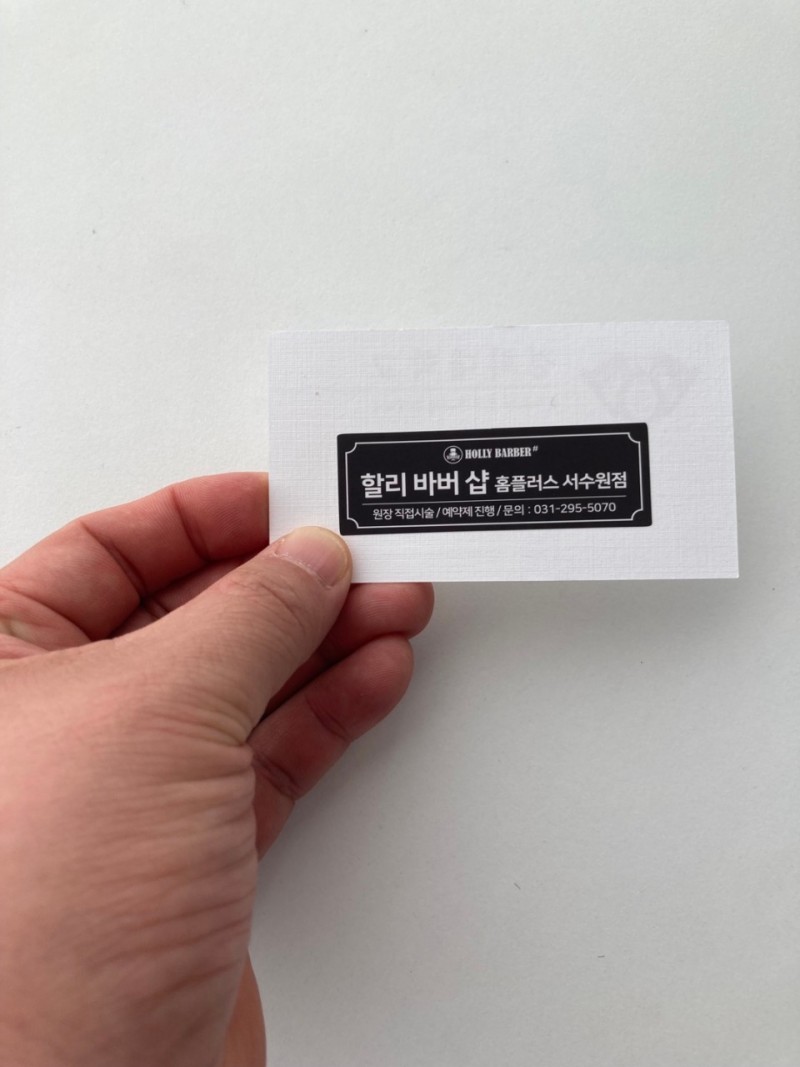 HOLLY BARBER#
할리 바버 샵 홈플러스 서수원점
원장 직접시술 / 예약제 진행 / 문의 : 031-295-5070